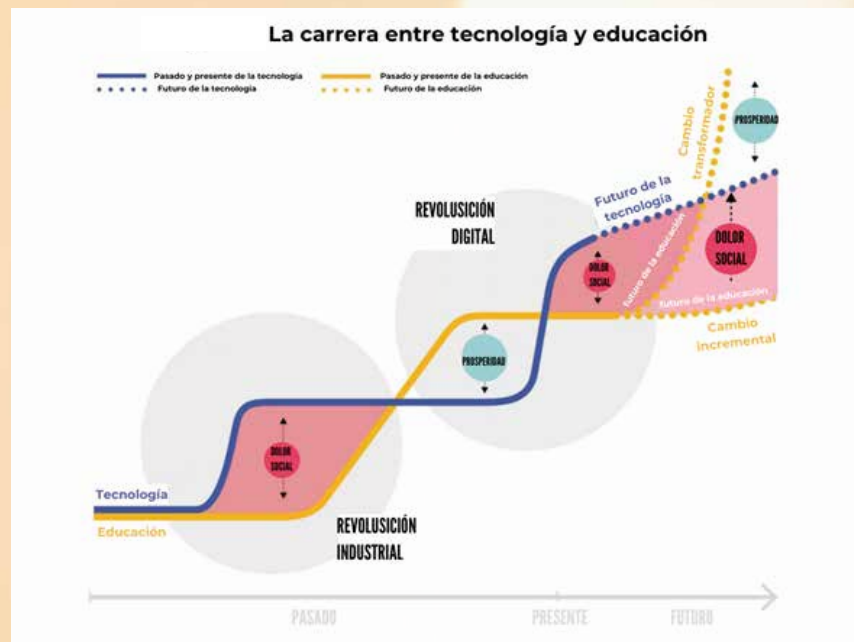 La carrera entre tecnología y educación
Pasado y presente de la tecnología
Pasado y presente de la educación
Futuro de la tecnología
Futuro de la educación
Cambio
transformador
PROSPERIDAD
Futuro de la
tecnología
REVOLUSICIÓN
DIGITAL
DOLOR
SOCIAL
futuro de la educación
DOLOR
SOCIAL
futuro de la educación
Cambio
incremental
PROSPERIDAD
DOLOR
SOCIAL
Tecnología
Educación
REVOLUSICIÓN
INDUSTRIAL
PASADO
PRESENTE
FUTURO